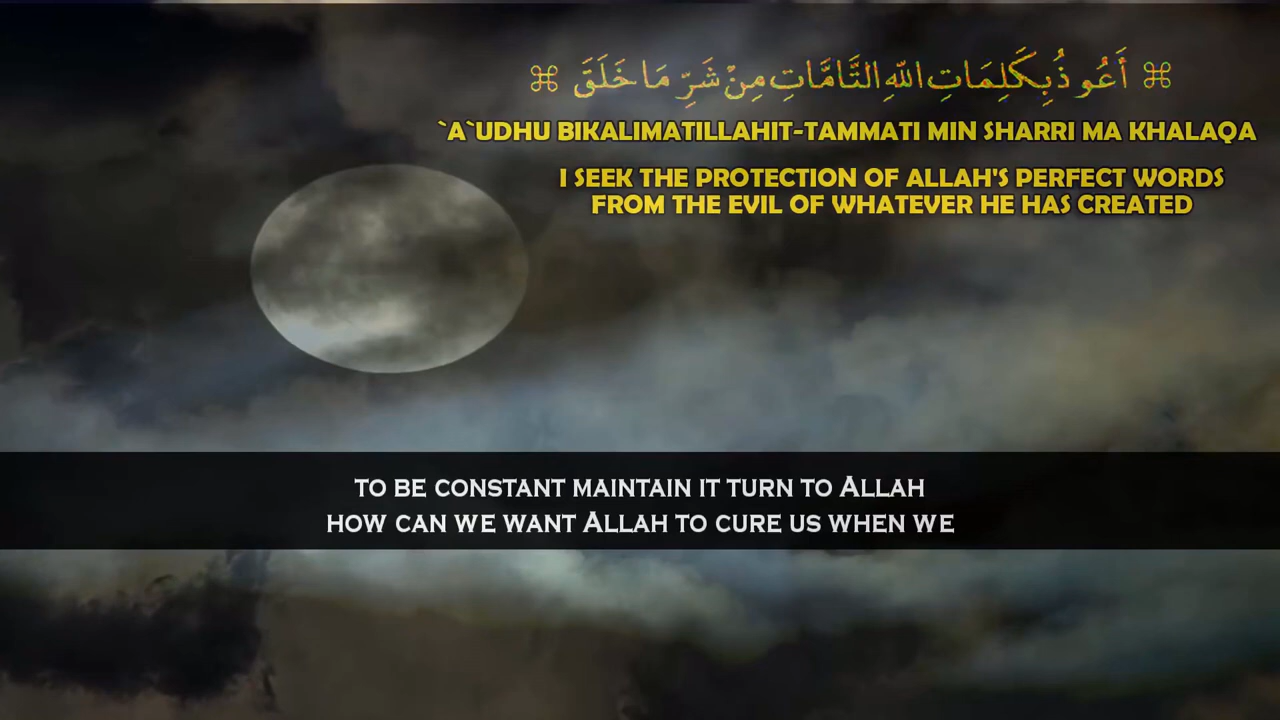 ⌘ أَعُوذُ بِكَلِمَاتِ اللّٰهِ التَّامَّاتِ مِنْ شَرِّ مَا خَلَقَ ⌘
`A`UDHU BIKALIMATILLAHIT-TAMMATI MIN SHARRI MA KHALAQA
I SEEK THE PROTECTION OF ALLAH'S PERFECT WORDS
FROM THE EVIL OF WHATEVER HE HAS CREATED
TO BE CONSTANT MAINTAIN IT TURN TO ALLAH
HOW CAN WE WANT ALLAH TO CURE US WHEN WE